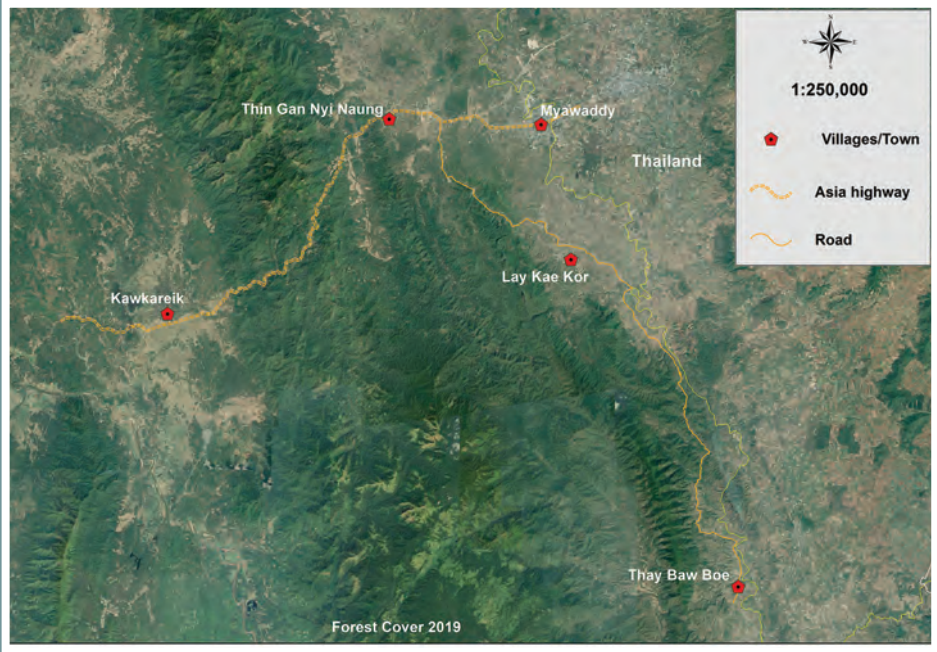 1:250,000
Villages/Town
Asia highway
Road
Thin Gan Nyi Naung
Myawaddy
Thailand
Lay Kae Kor
Kawkareik
Thay Baw Boe
Forest Cover 2019